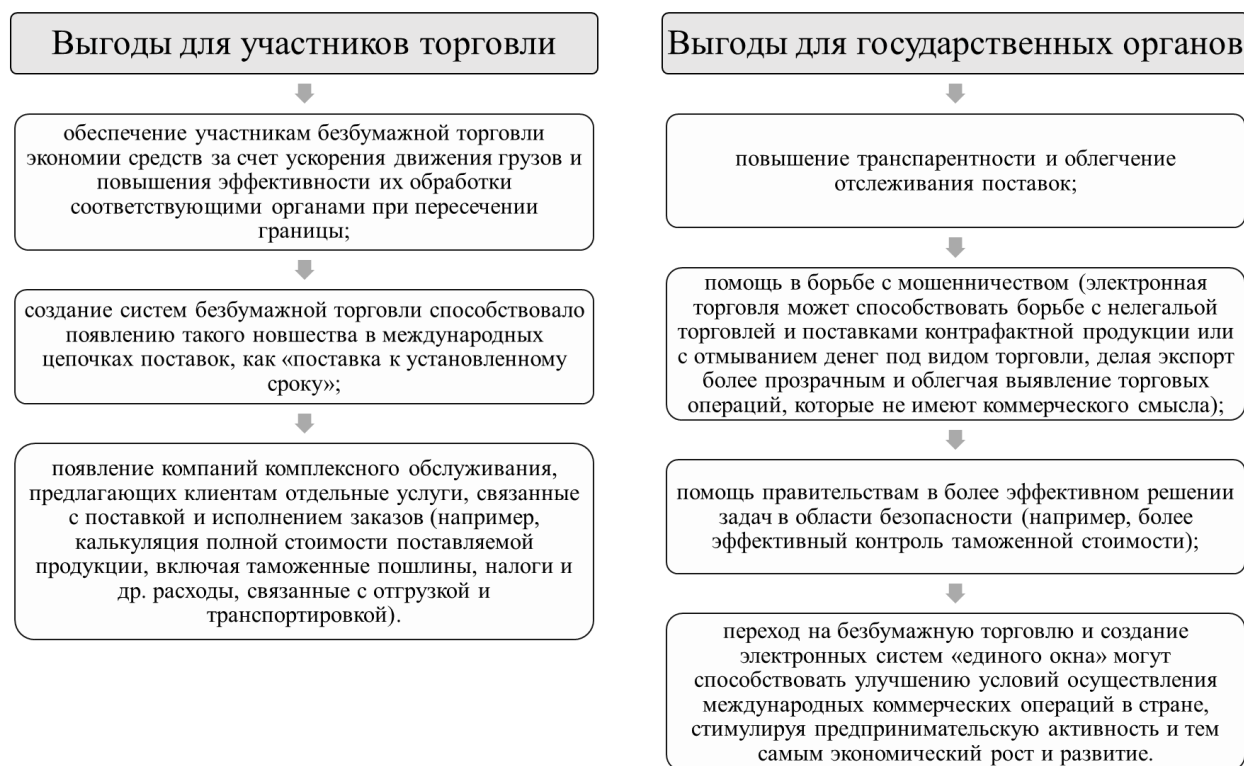 Выгоды для участников торговли
обеспечение участникам безбумажной торговли
экономии средств за счет ускорения движения грузов и
повышения эффективности их обработки
соответствующими органами при пересечении
границы;
создание систем безбумажной торговли способствовало
появлению такого новшества в международных
цепочках поставок, как «поставка к установленному
сроку»;
появление компаний комплексного обслуживания,
предлагающих клиентам отдельные услуги, связанные
с поставкой и исполнением заказов (например,
калькуляция полной стоимости поставляемой
продукции, включая таможенные пошлины, налоги и
др. расходы, связанные с отгрузкой и
транспортировкой).
Выгоды для государственных органов
повышение транспарентности и облегчение
отслеживания поставок;
помощь в борьбе с мошенничеством (электронная
торговля может способствовать борьбе с нелегальой
торговлей и поставками контрафактной продукции или
с отмыванием денег под видом торговли, делая экспорт
более прозрачным и облегчая выявление торговых
операций, которые не имеют коммерческого смысла);
помощь правительствам в более эффективном решении
задач в области безопасности (например, более
эффективный контроль таможенной стоимости);
переход на безбумажную торговлю и создание
электронных систем «единого окна» могут
способствовать улучшению условий осуществления
международных коммерческих операций в стране,
стимулируя предпринимательскую активность и тем
самым экономический рост и развитие.